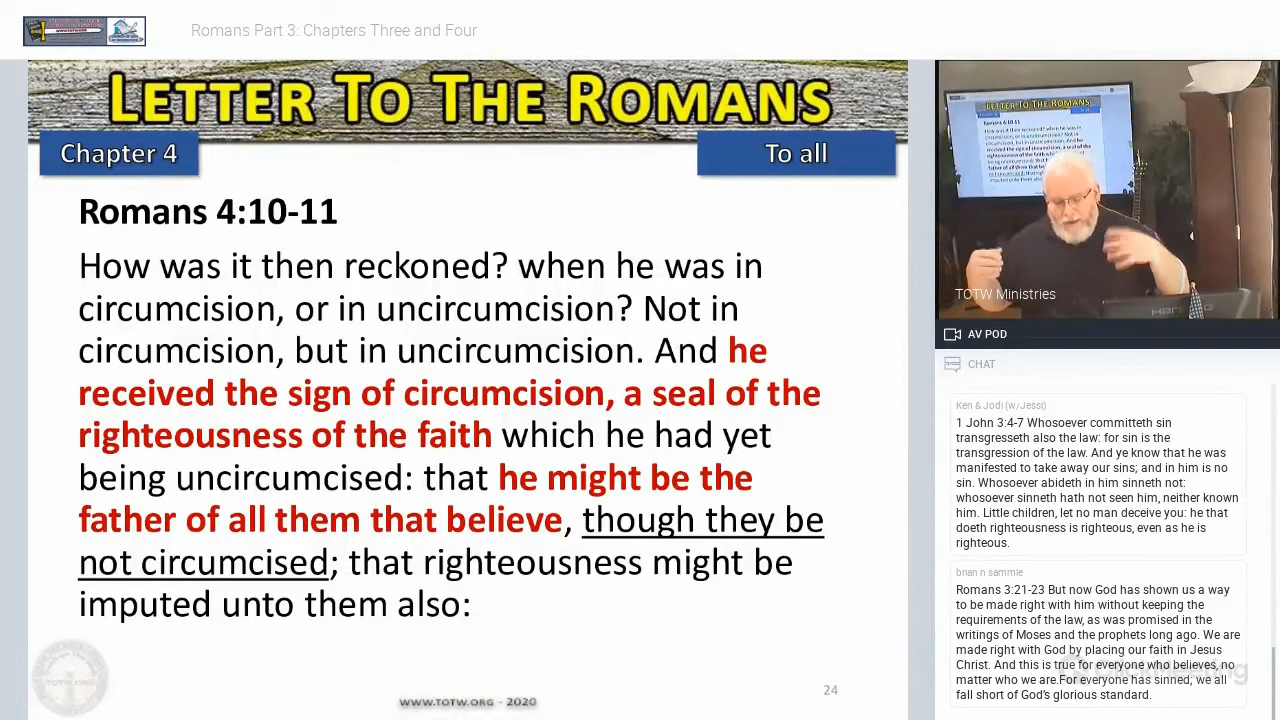 Romans Part 3: Chapters Three and Four
LETTER TO THE ROMANS
Chapter 4
To all
Romans 4:10-11
How was it then reckoned? when he was in
circumcision, or in uncircumcision? Not in
circumcision, but in uncircumcision. And he
received the sign of circumcision, a seal of the
righteousness of the faith which he had yet
being uncircumcised: that he might be the
father of all them that believe, though they be
not circumcised; that righteousness might be
imputed unto them also:
TOTW.ORG
WWW.TOTW.ORG - 2020
24
LETTER TO THE ROMANS
Romans 4:10-11
TOTW Ministries
AV POD
CHAT
Ken & Jodi (w/Jessi)
1 John 3:4-7 Whosoever committeth sin
transgresseth also the law: for sin is the
transgression of the law. And ye know that he was
manifested to take away our sins; and in him is no
sin. Whosoever abideth in him sinneth not:
whosoever sinneth hath not seen him, neither known
him. Little children, let no man deceive you: he that
doeth righteousness is righteous, even as he is
righteous.
brian n sammie
Romans 3:21-23 But now God has shown us a way
to be made right with him without keeping the
requirements of the law, as was promised in the
writings of Moses and the prophets long ago. We are
made right with God by placing our faith in Jesus
Christ. And this is true for everyone who believes, no
matter who we are.For everyone has sinned; we all
fall short of God's glorious standard.